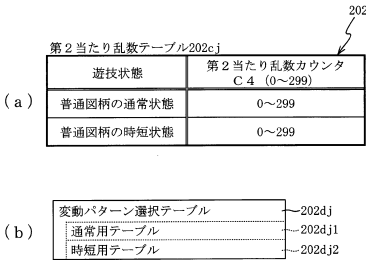 202
第2当たり乱数テーブル202cj
遊技状態
第2当たり乱数カウンタ
C4(0~299)
(a)
普通図柄の通常状態
0~299
普通図柄の時短状態
0~299
(b)
変動パターン選択テーブル
202dj
通常用テーブル
202dj1
時短用テーブル
202dj2